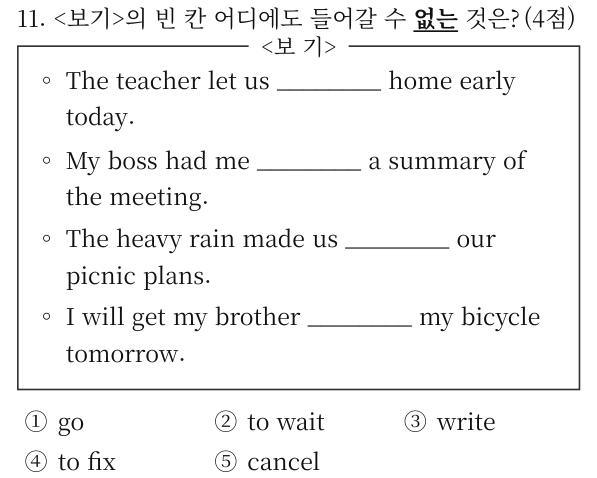 11. <보기>의 빈 칸 어디에도 들어갈 수 없는 것은? (4점)
<보 기>
◦ The teacher let us ________ home early
today.
◦ My boss had me ________ a summary of
the meeting.
◦ The heavy rain made us ________ our
picnic plans.
◦ I will get my brother ________ my bicycle
tomorrow.
① go ② to wait ③ write
④ to fix ⑤ cancel